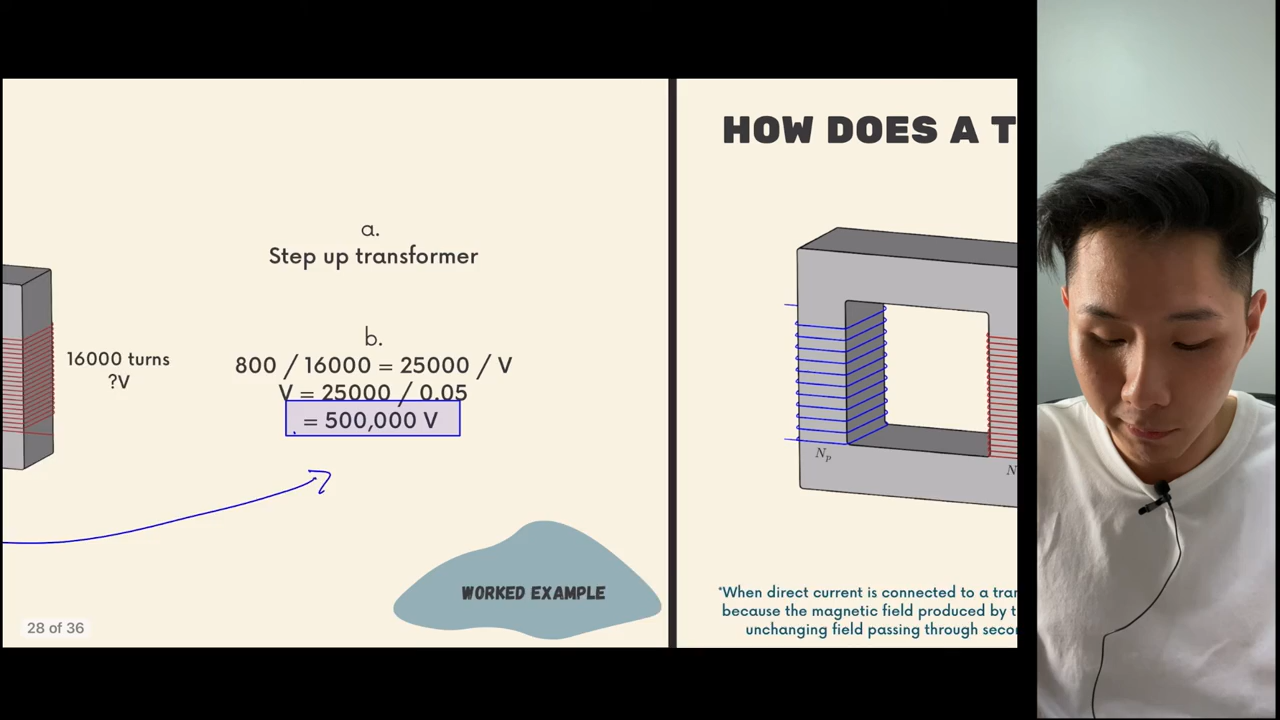 16000 turns
?V
a.
Step up transformer
b.
800 / 16000 = 25000 / V
V = 25000 / 0.05
= 500,000 V
WORKED EXAMPLE
28 of 36
HOW DOES A T
Np
N
*When direct current is connected to a tran
because the magnetic field produced by t
unchanging field passing through secon